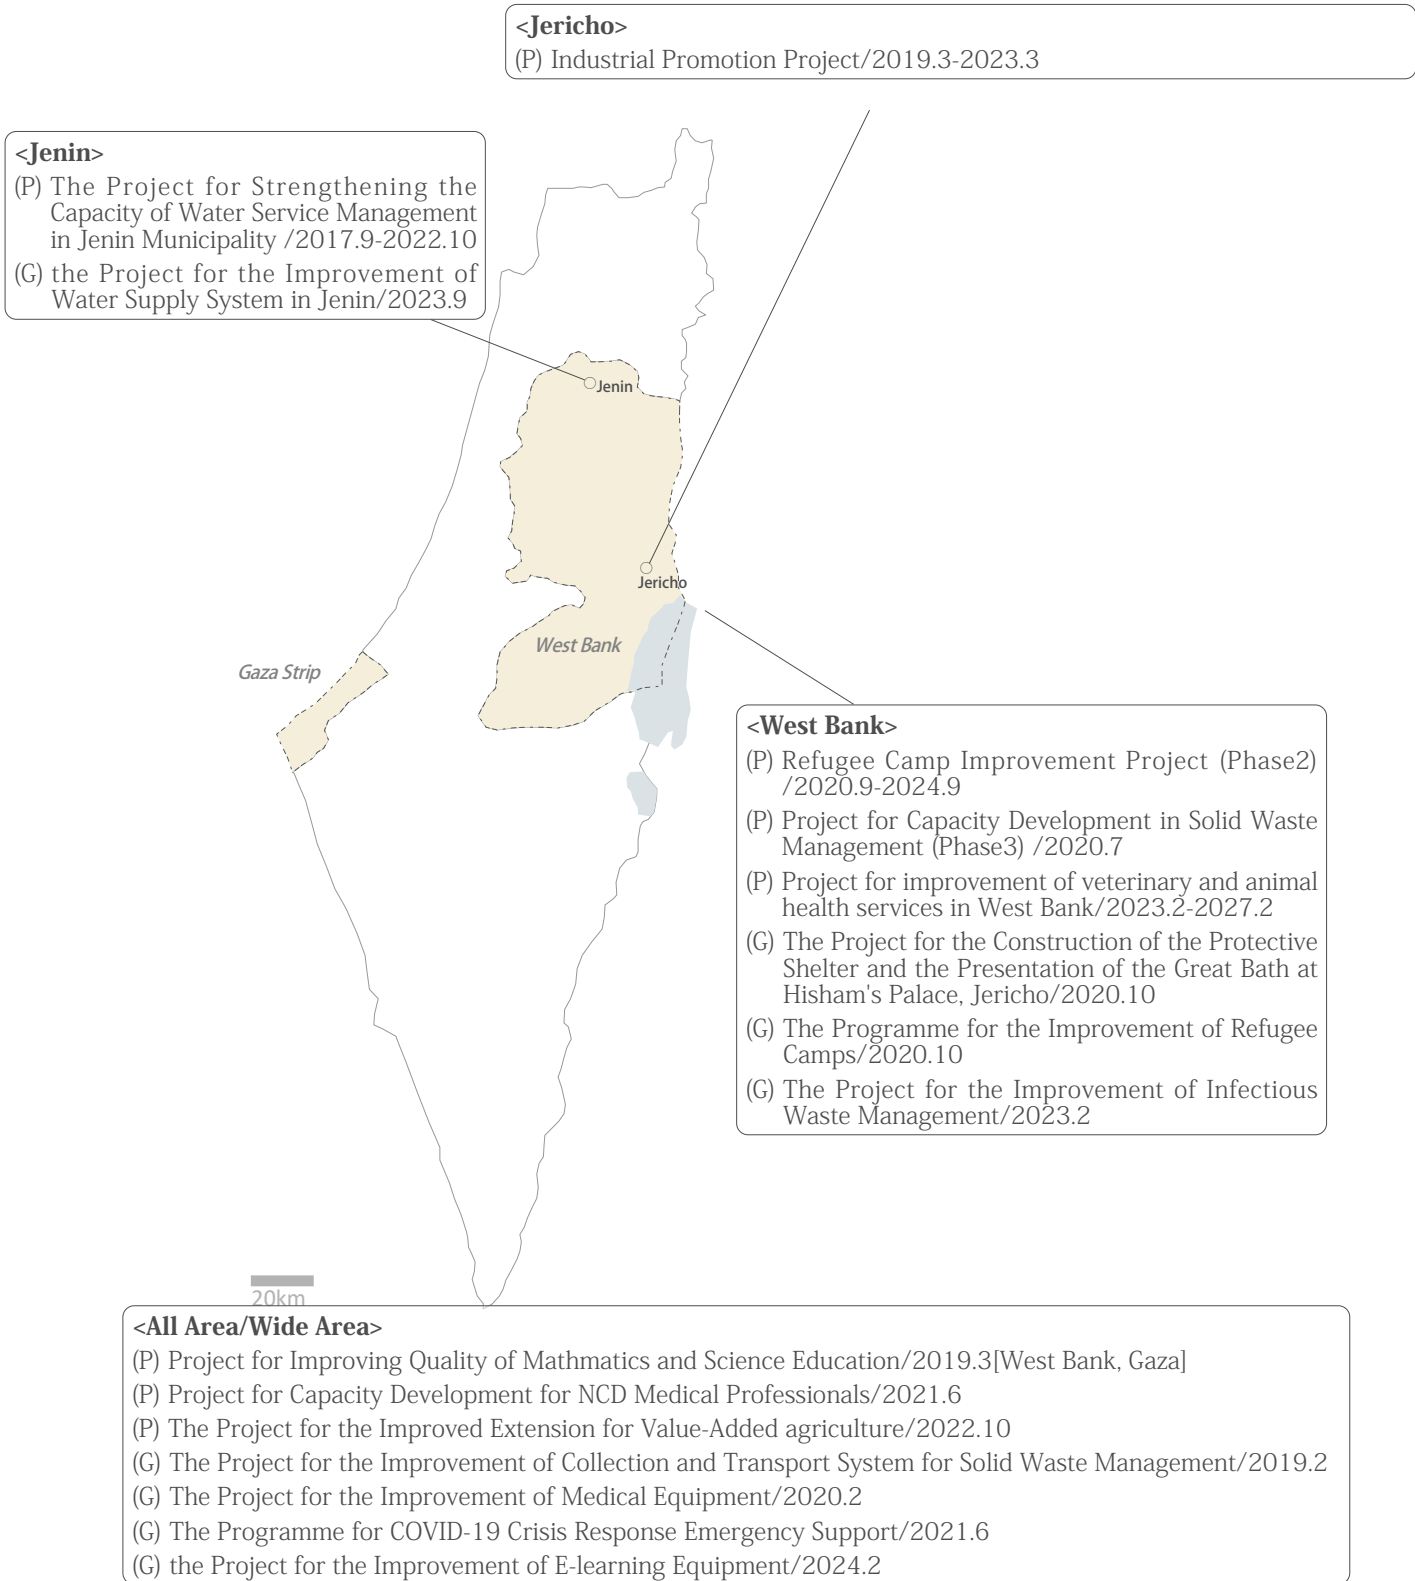 <Jericho>
(P) Industrial Promotion Project/2019.3-2023.3
<Jenin>
(P) The Project for Strengthening the
Capacity of Water Service Management
in Jenin Municipality /2017.9-2022.10
(G) the Project for the Improvement of
Water Supply System in Jenin/2023.9
Jenin
Jericho
West Bank
Gaza Strip
<West Bank>
(P) Refugee Camp Improvement Project (Phase2)
/2020.9-2024.9
(P) Project for Capacity Development in Solid Waste
Management (Phase3) /2020.7
(P) Project for improvement of veterinary and animal
health services in West Bank/2023.2-2027.2
(G) The Project for the Construction of the Protective
Shelter and the Presentation of the Great Bath at
Hisham's Palace, Jericho/2020.10
(G) The Programme for the Improvement of Refugee
Camps/2020.10
(G) The Project for the Improvement of Infectious
Waste Management/2023.2
20km
<All Area/Wide Area>
(P) Project for Improving Quality of Mathmatics and Science Education/2019.3[West Bank, Gaza]
(P) Project for Capacity Development for NCD Medical Professionals/2021.6
(P) The Project for the Improved Extension for Value-Added agriculture/2022.10
(G) The Project for the Improvement of Collection and Transport System for Solid Waste Management/2019.2
(G) The Project for the Improvement of Medical Equipment/2020.2
(G) The Programme for COVID-19 Crisis Response Emergency Support/2021.6
(G) the Project for the Improvement of E-learning Equipment/2024.2